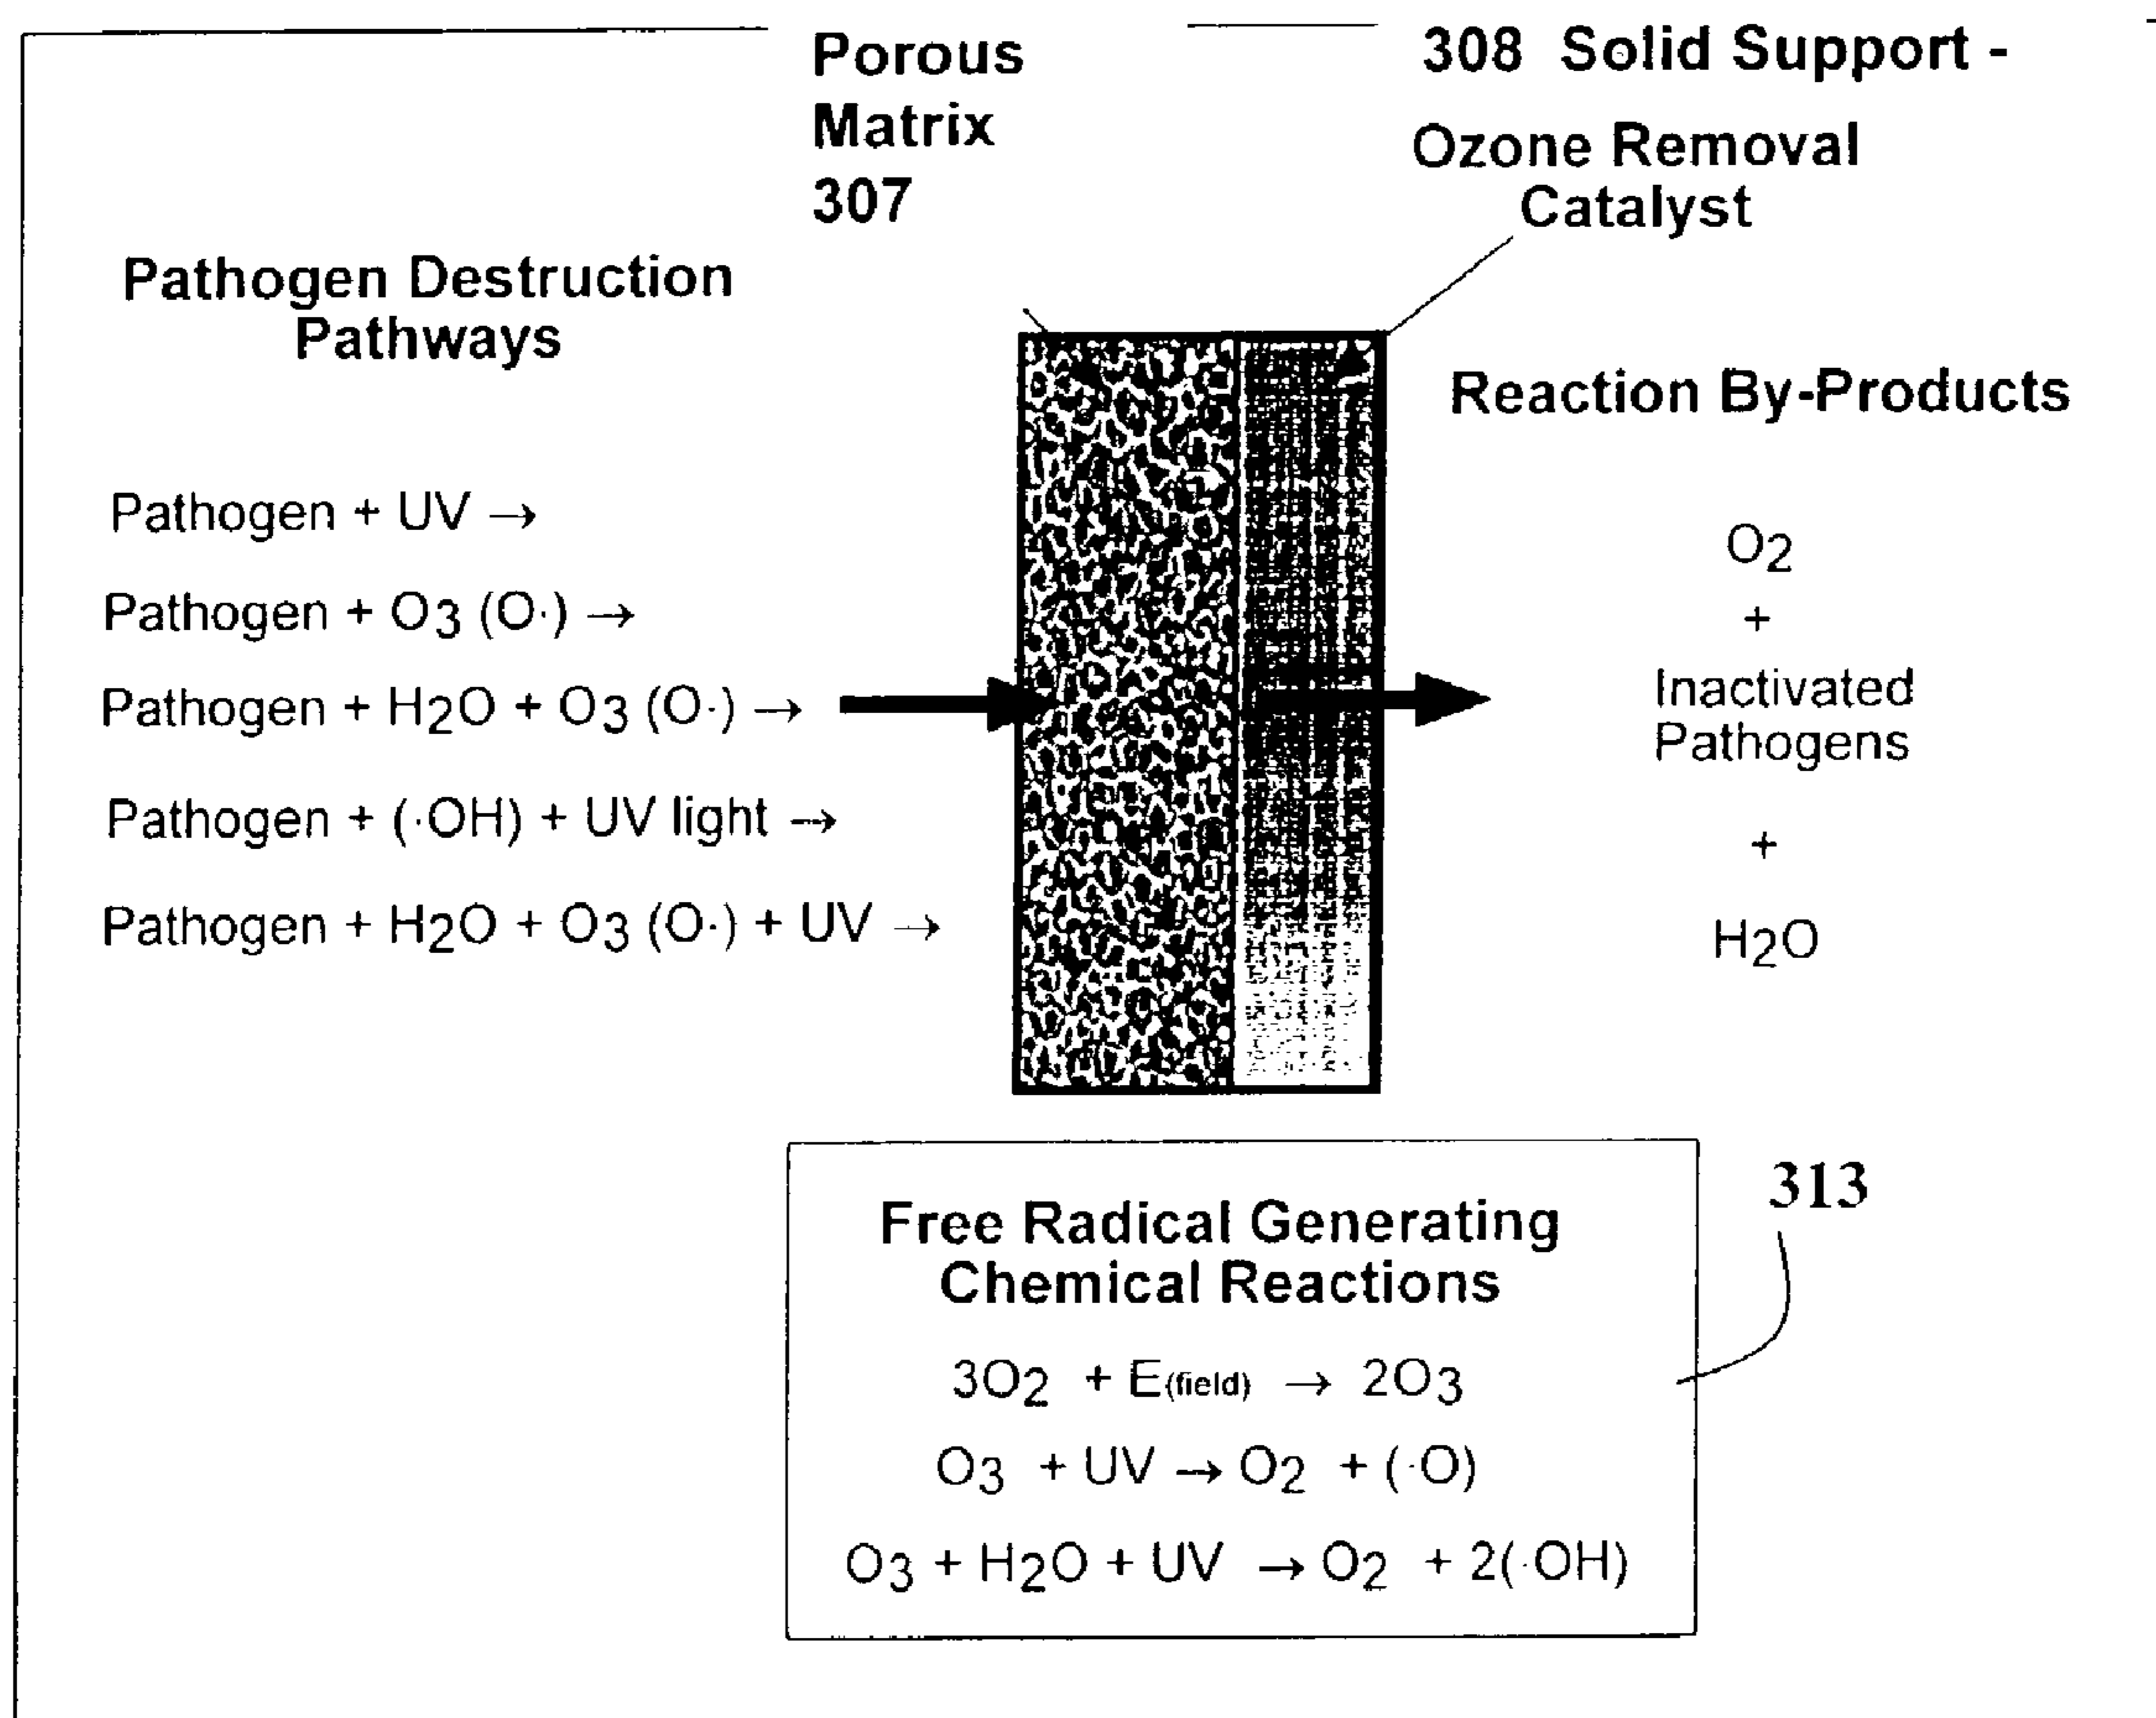 Porous
Matrix
307
308 Solid Support -
Ozone Removal
Catalyst
Pathogen Destruction
Pathways
Pathogen + UV →
Pathogen + O3 (O·) →
Pathogen + H2O + O3 (O·) →
Pathogen + (·OH) + UV light →
Pathogen + H2O + O3 (O·) + UV →
Reaction By-Products
O2
+
Inactivated
Pathogens
+
H2O
313
Free Radical Generating
Chemical Reactions
3O2 + E(field) → 2O3
O3 + UV → O2 + (·O)
O3 + H2O + UV → O2 + 2(·OH)